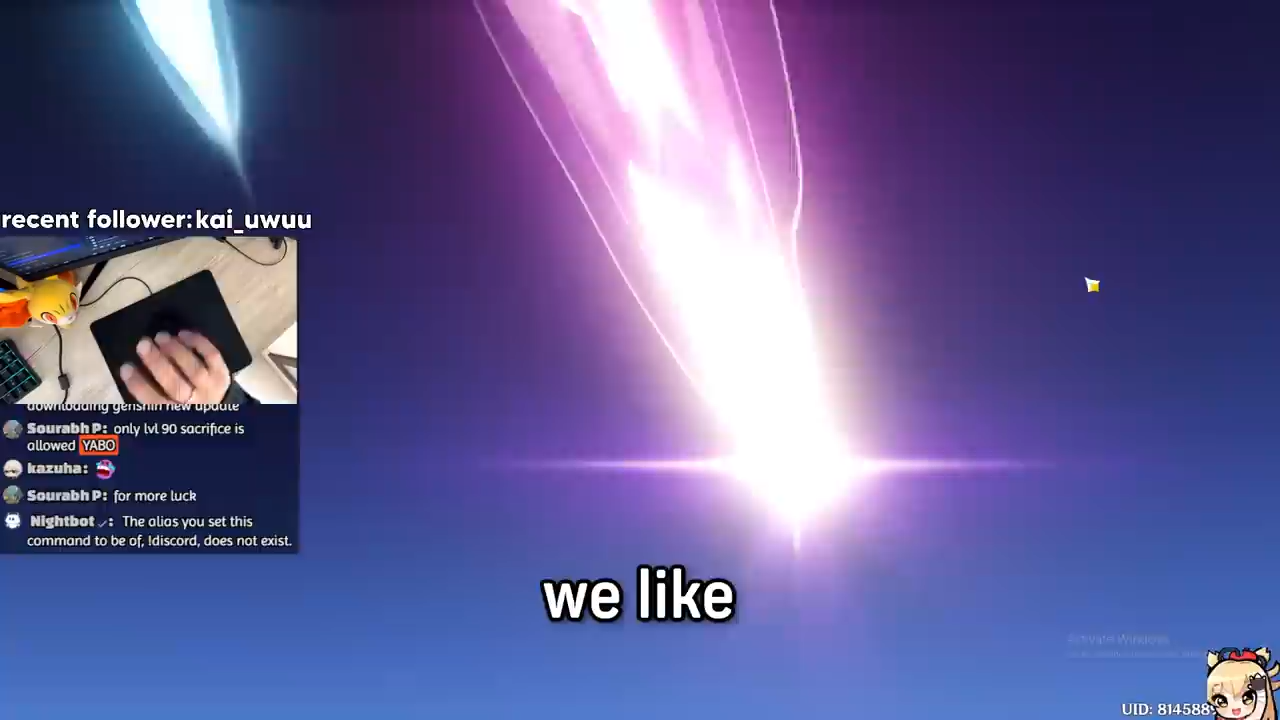 recent follower:kai_uwuu
downloading genshin new update
Sourabh P: only lvl 90 sacrifice is
allowed YABO
kazuha:
Sourabh P: for more luck
Nightbot: The alias you set this
command to be of, !discord, does not exist.
we like
Activate Windows
UID: 814588